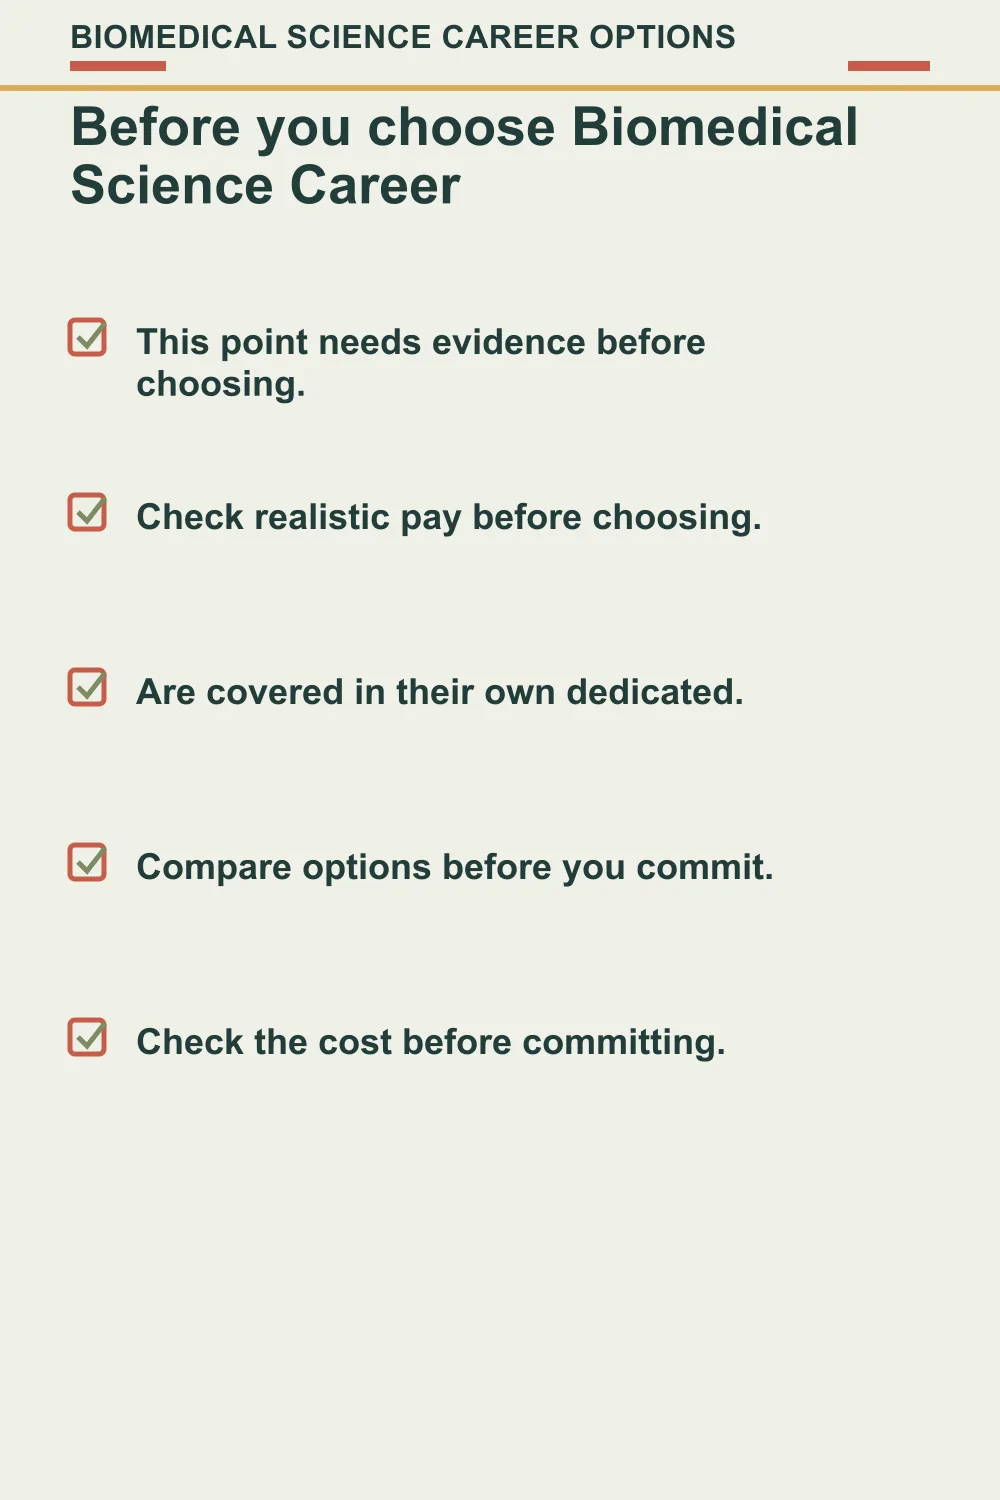 BIOMEDICAL SCIENCE CAREER OPTIONS
Before you choose Biomedical
Science Career
This point needs evidence before
choosing.
Check realistic pay before choosing.
Are covered in their own dedicated.
Compare options before you commit.
Check the cost before committing.